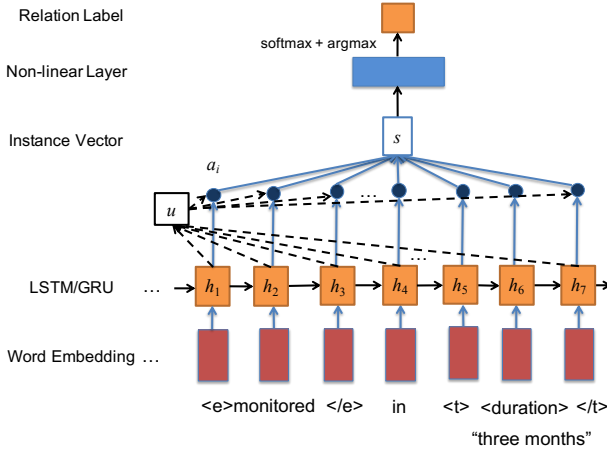 Relation Label
softmax + argmax
Non-linear Layer
Instance Vector s
a_i
...
u
...
LSTM/GRU ... h_1 h_2 h_3 h_4 h_5 h_6 h_7
Word Embedding ...
<e>monitored </e> in <t> <duration> </t>
“three months”